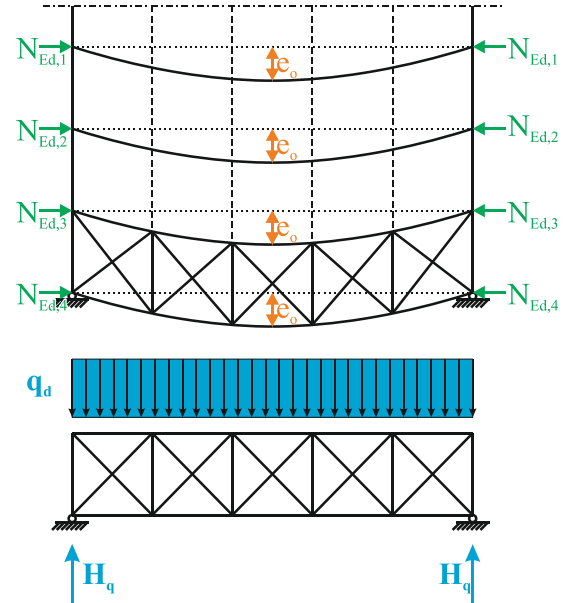 N_Ed,1 e_o N_Ed,1
N_Ed,2 e_o N_Ed,2
N_Ed,3 e_o N_Ed,3
N_Ed,4 e_o N_Ed,4
q_d
H_q H_q